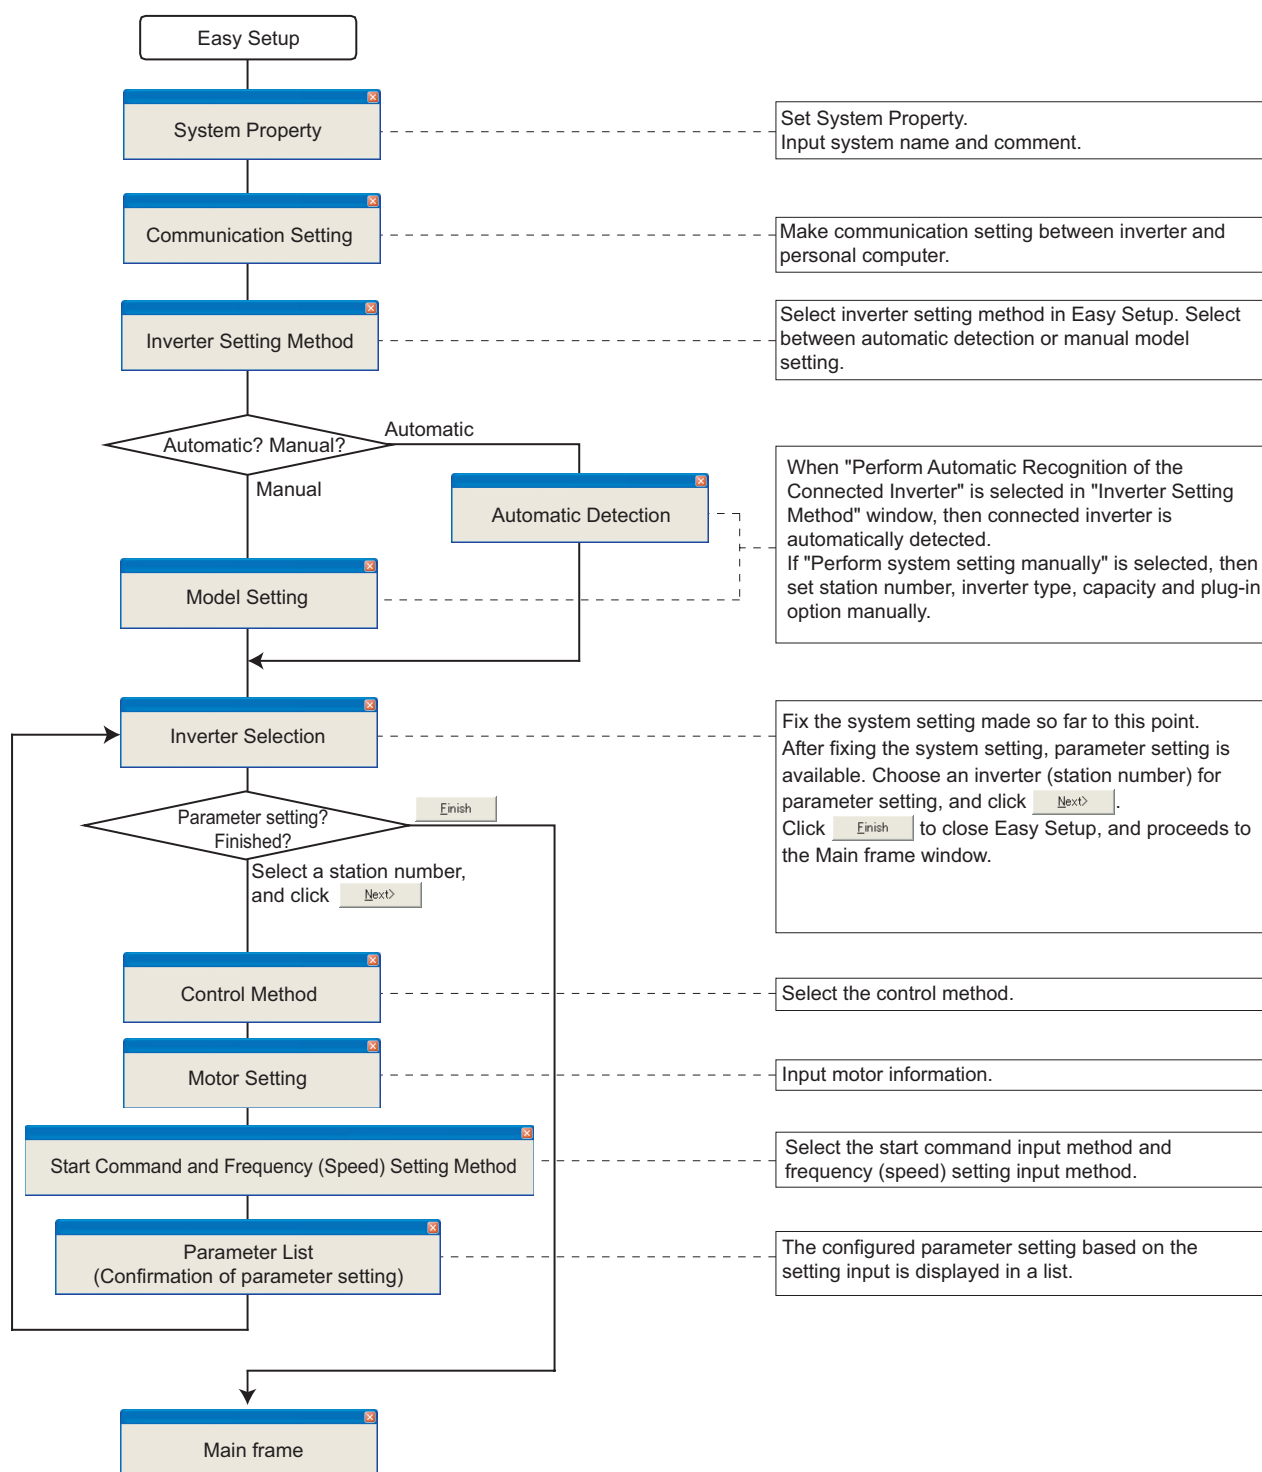 Easy Setup
System Property
Set System Property.
Input system name and comment.
Communication Setting
Make communication setting between inverter and
personal computer.
Inverter Setting Method
Select inverter setting method in Easy Setup. Select
between automatic detection or manual model
setting.
Automatic? Manual?
Automatic
Manual
Automatic Detection
When "Perform Automatic Recognition of the
Connected Inverter" is selected in "Inverter Setting
Method" window, then connected inverter is
automatically detected.
If "Perform system setting manually" is selected, then
set station number, inverter type, capacity and plug-in
option manually.
Model Setting
Inverter Selection
Fix the system setting made so far to this point.
After fixing the system setting, parameter setting is
available. Choose an inverter (station number) for
parameter setting, and click Next> .
Click Finish to close Easy Setup, and proceeds to
the Main frame window.
Parameter setting?
Finished?
Finish
Select a station number,
and click Next>
Control Method
Select the control method.
Motor Setting
Input motor information.
Start Command and Frequency (Speed) Setting Method
Select the start command input method and
frequency (speed) setting input method.
Parameter List
(Confirmation of parameter setting)
The configured parameter setting based on the
setting input is displayed in a list.
Main frame